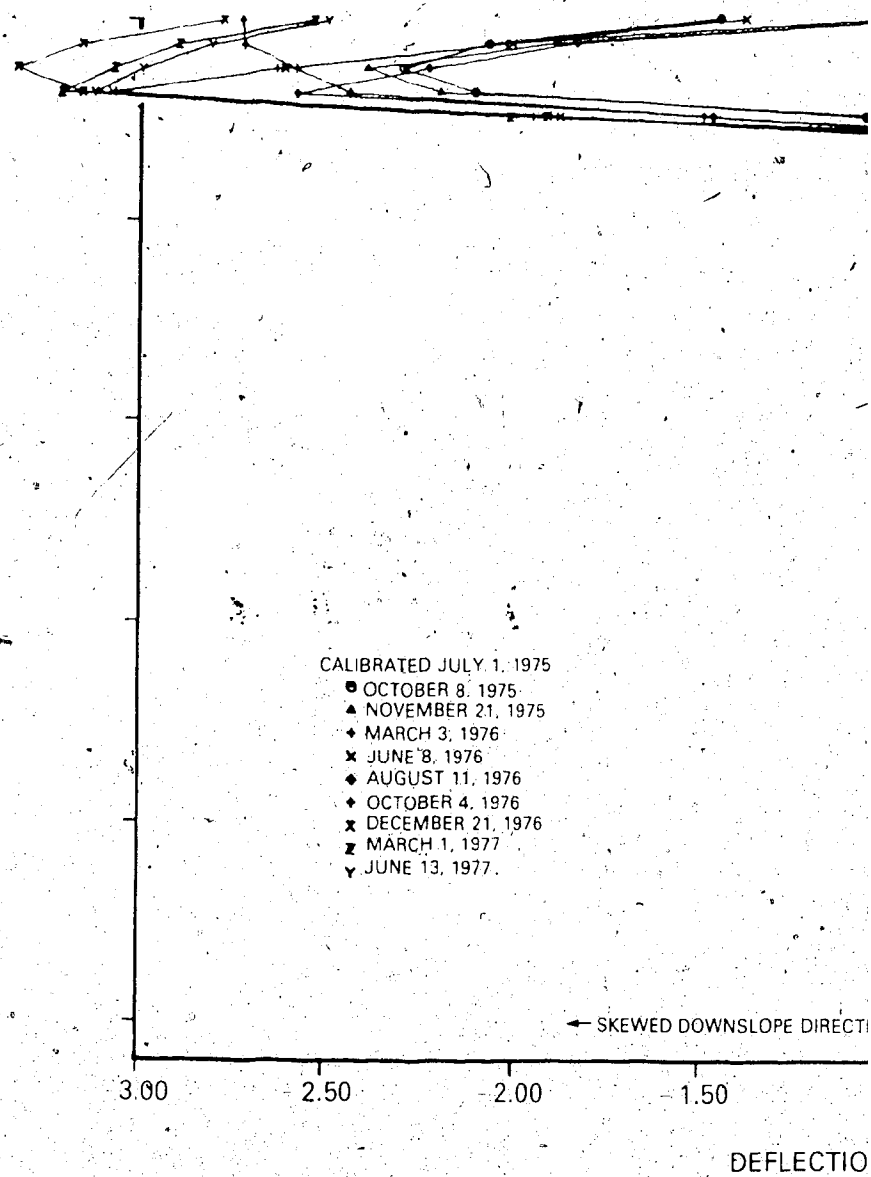 CALIBRATED JULY 1, 1975
OCTOBER 8, 1975
NOVEMBER 21, 1975
MARCH 3, 1976
JUNE 8, 1976
AUGUST 11, 1976
OCTOBER 4, 1976
DECEMBER 21, 1976
MARCH 1, 1977
JUNE 13, 1977
← SKEWED DOWNSLOPE DIRECTI
-3.00 -2.50 -2.00 -1.50
DEFLECTIO